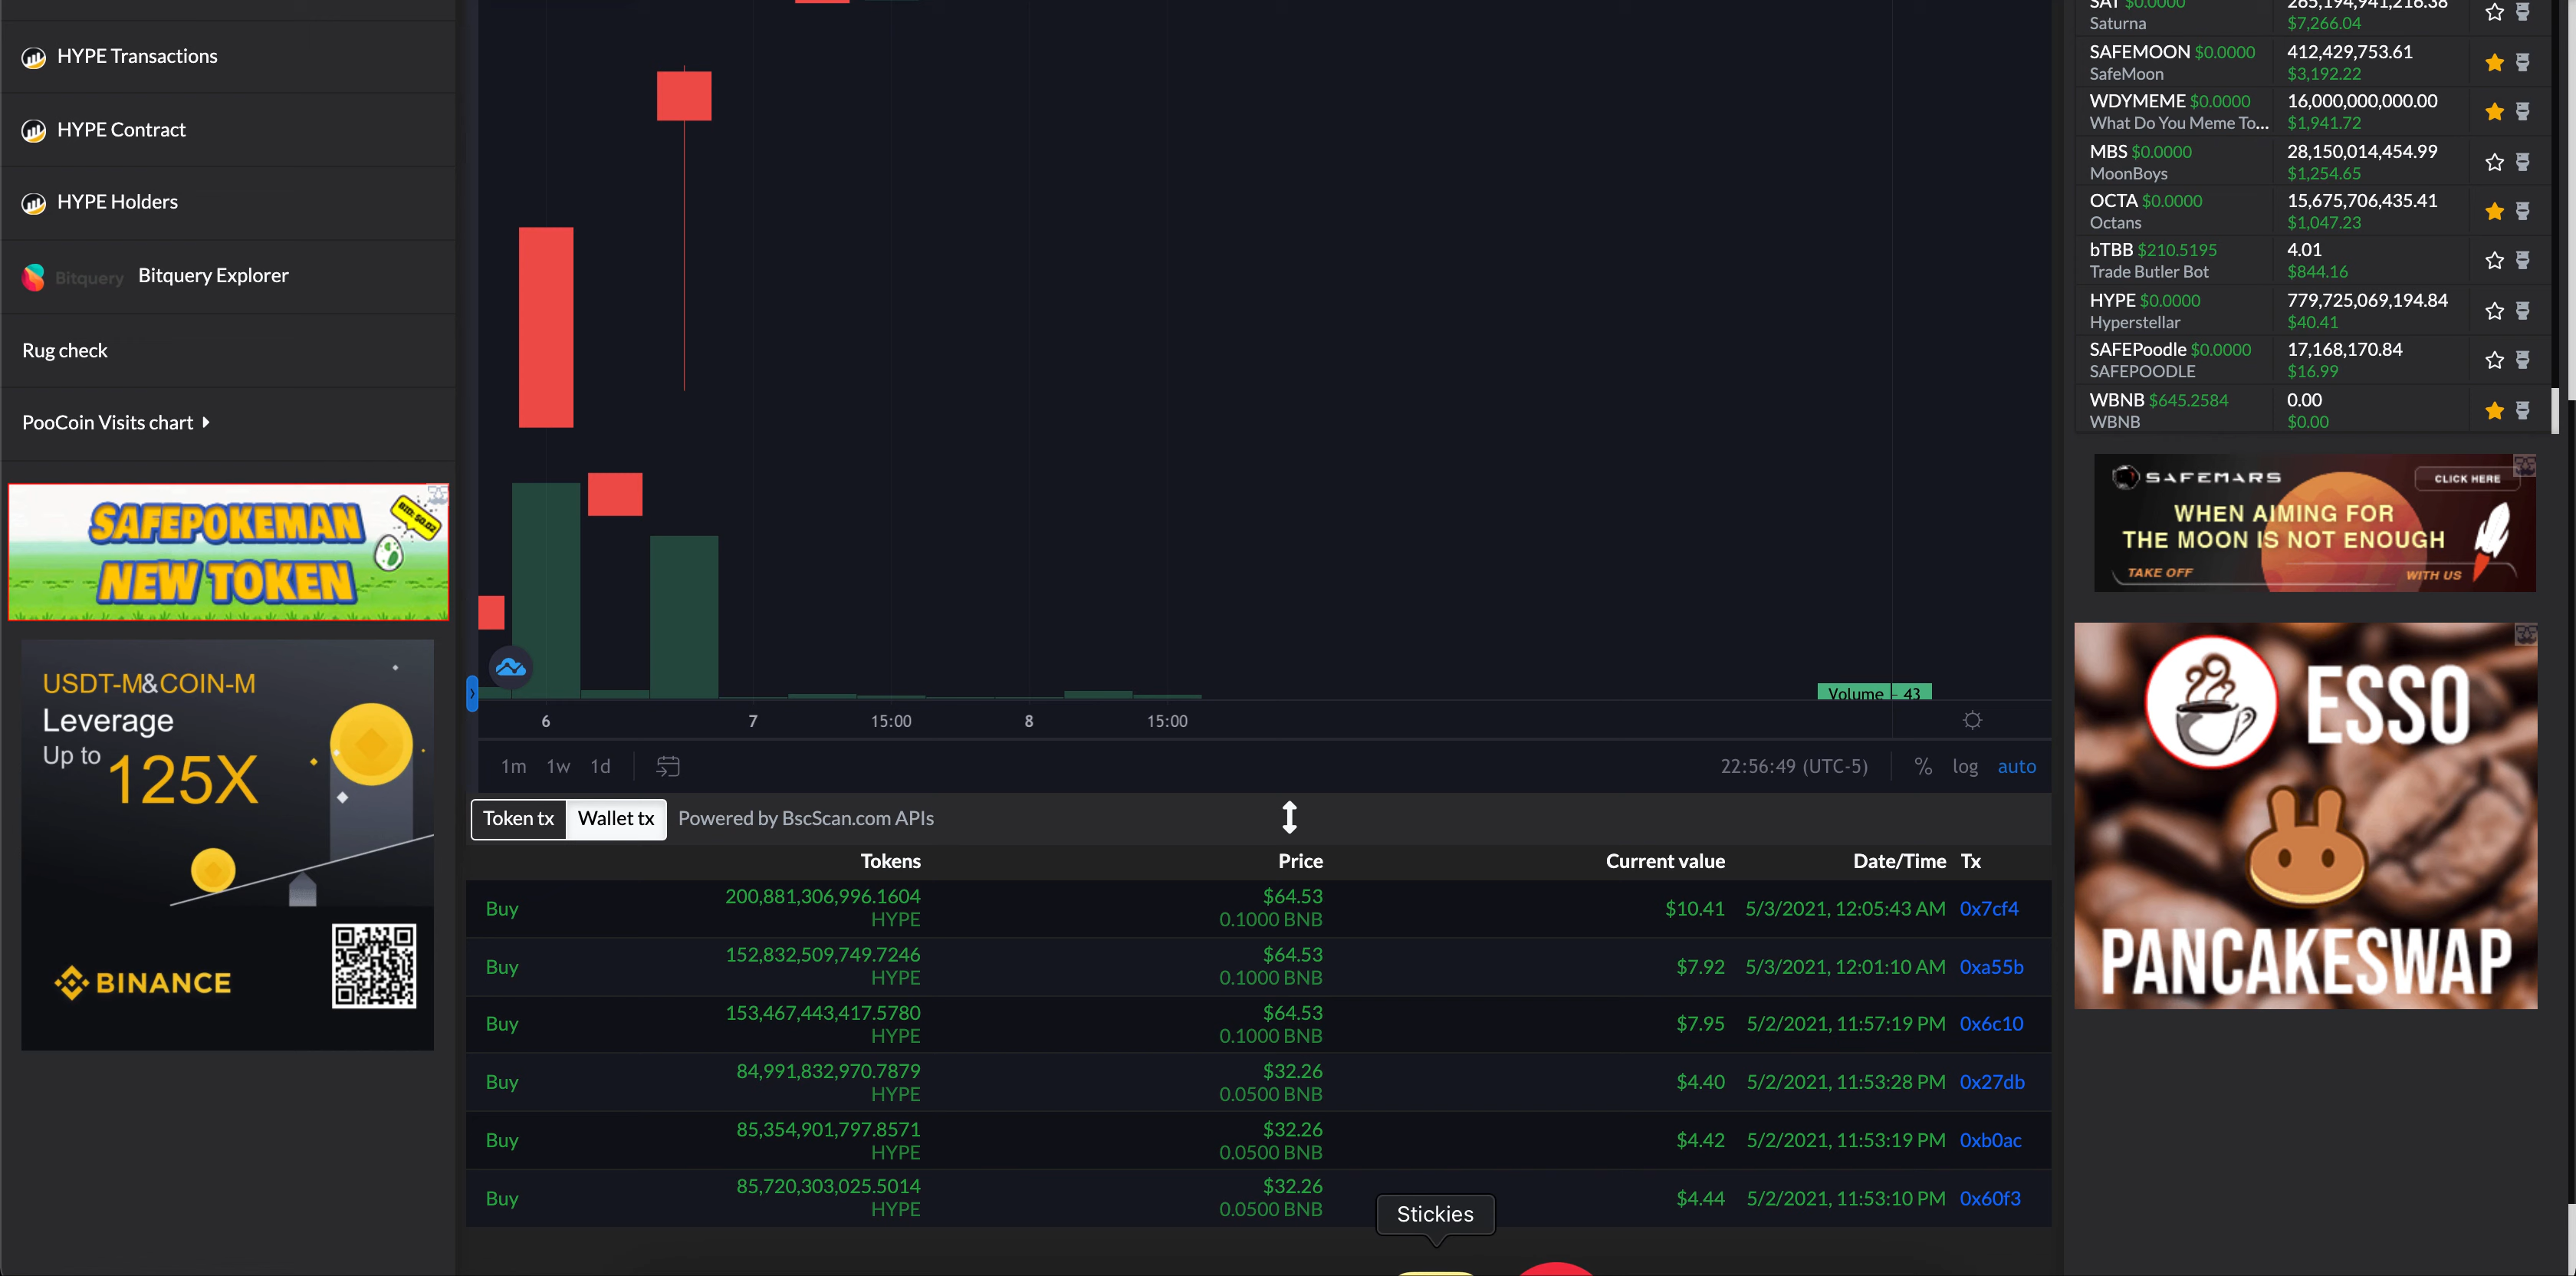 HYPE Transactions
HYPE Contract
HYPE Holders
Bitquery Bitquery Explorer
Rug check
PooCoin Visits chart
SAFEPOKEMAN
NEW TOKEN
BID: $0.02
USDT-M&COIN-M
Leverage
Up to 125X
BINANCE
6 7 15:00 8 15:00
Volume 43
1m 1w 1d
22:56:49 (UTC-5) % log auto
Token tx Wallet tx Powered by BscScan.com APIs
Tokens Price Current value Date/Time Tx
Buy 200,881,306,996.1604 $64.53 $10.41 5/3/2021, 12:05:43 AM 0x7cf4
HYPE 0.1000 BNB
Buy 152,832,509,749.7246 $64.53 $7.92 5/3/2021, 12:01:10 AM 0xa55b
HYPE 0.1000 BNB
Buy 153,467,443,417.5780 $64.53 $7.95 5/2/2021, 11:57:19 PM 0x6c10
HYPE 0.1000 BNB
Buy 84,991,832,970.7879 $32.26 $4.40 5/2/2021, 11:53:28 PM 0x27db
HYPE 0.0500 BNB
Buy 85,354,901,797.8571 $32.26 $4.42 5/2/2021, 11:53:19 PM 0xb0ac
HYPE 0.0500 BNB
Buy 85,720,303,025.5014 $32.26 $4.44 5/2/2021, 11:53:10 PM 0x60f3
HYPE 0.0500 BNB
Stickies
SAT $0.0000 265,194,941,216.38
Saturna $7,266.04
SAFEMOON $0.0000 412,429,753.61
SafeMoon $3,192.22
WDYMEME $0.0000 16,000,000,000.00
What Do You Meme To... $1,941.72
MBS $0.0000 28,150,014,454.99
MoonBoys $1,254.65
OCTA $0.0000 15,675,706,435.41
Octans $1,047.23
bTBB $210.5195 4.01
Trade Butler Bot $844.16
HYPE $0.0000 779,725,069,194.84
Hyperstellar $40.41
SAFEPoodle $0.0000 17,168,170.84
SAFEPOODLE $16.99
WBNB $645.2584 0.00
WBNB $0.00
SAFEMARS CLICK HERE
WHEN AIMING FOR
THE MOON IS NOT ENOUGH
TAKE OFF WITH US
ESSO
PANCAKESWAP